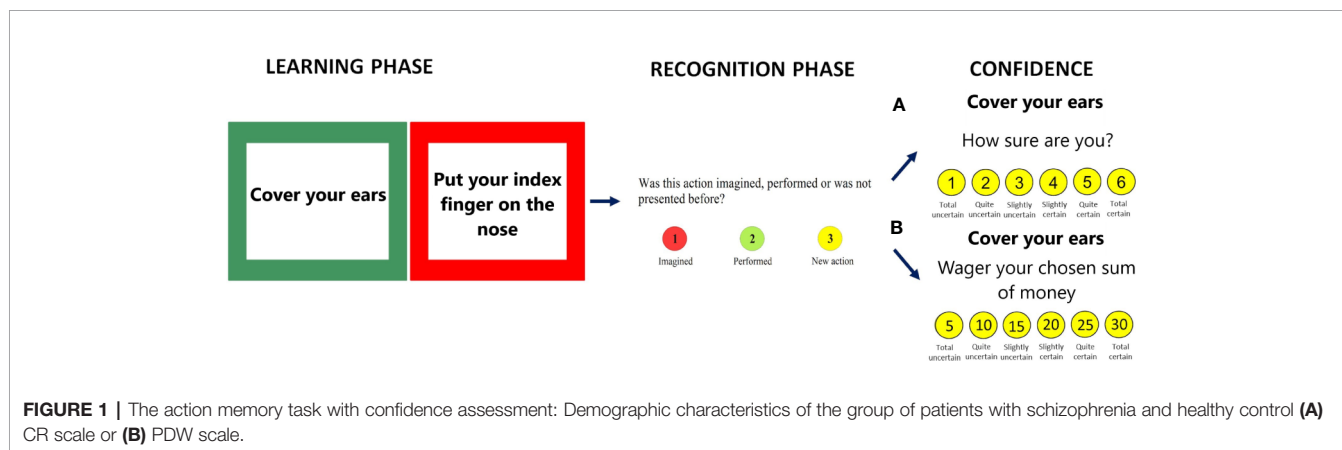 LEARNING PHASE
Cover your ears
Put your index
finger on the
nose
RECOGNITION PHASE
Was this action imagined, performed or was not
presented before?
1 2 3
Imagined Performed New action
CONFIDENCE
A
Cover your ears
How sure are you?
1 2 3 4 5 6
Total uncertain Quite uncertain Slightly uncertain Slightly certain Quite certain Total certain
B
Cover your ears
Wager your chosen sum
of money
5 10 15 20 25 30
Total uncertain Quite uncertain Slightly uncertain Slightly certain Quite certain Total certain
FIGURE 1 | The action memory task with confidence assessment: Demographic characteristics of the group of patients with schizophrenia and healthy control (A)
CR scale or (B) PDW scale.